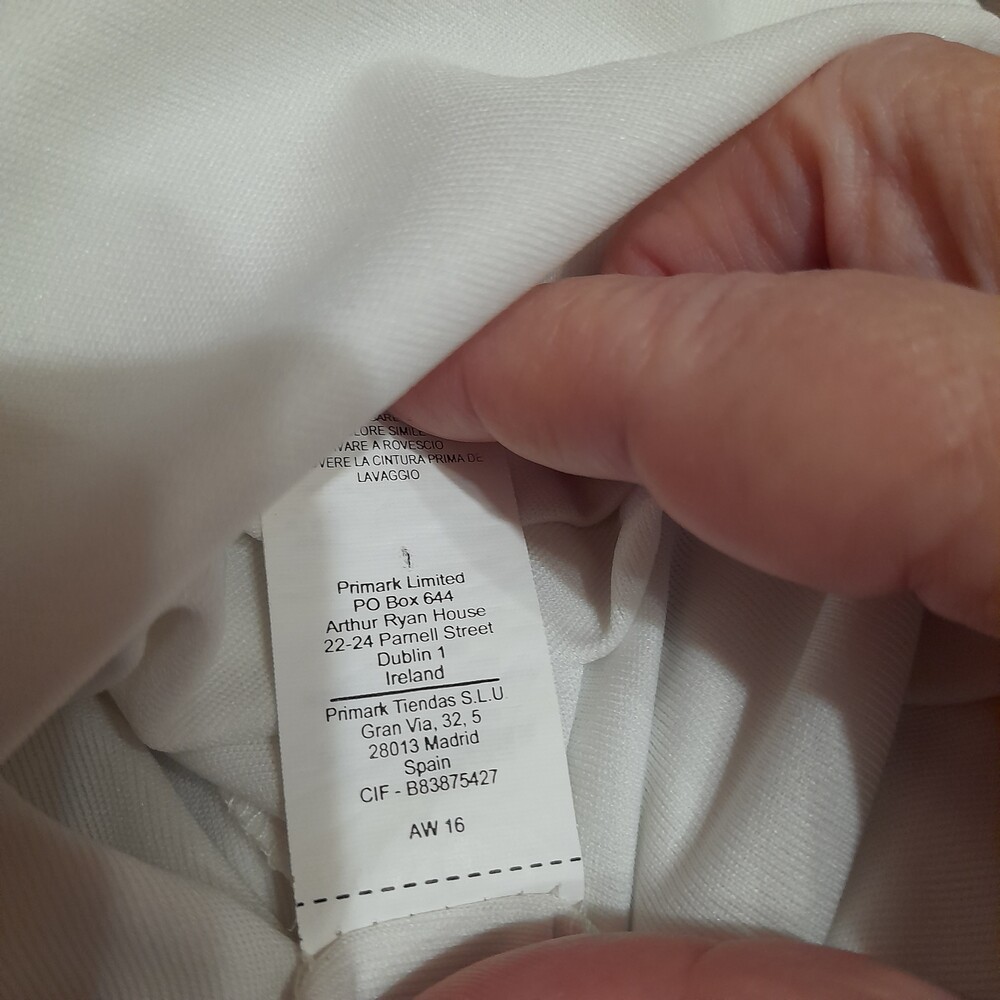 LORE SIMILE
VARE A ROVESCIO
VERE LA CINTURA PRIMA DE
LAVAGGIO
Primark Limited
PO Box 644
Arthur Ryan House
22-24 Parnell Street
Dublin 1
Ireland
Primark Tiendas S.L.U
Gran Via, 32, 5
28013 Madrid
Spain
CIF - B83875427
AW 16